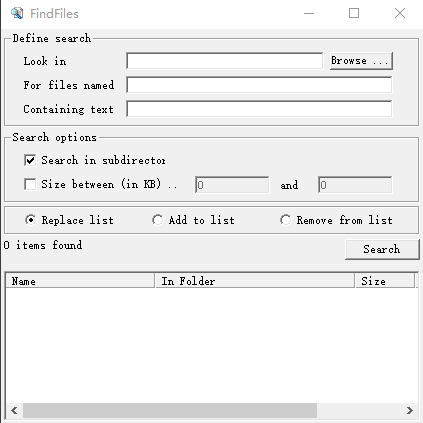 FindFiles
Define search
Look in
Browse ...
For files named
Containing text
Search options
Search in subdirector
Size between (in KB) ..
0
and
0
Replace list
Add to list
Remove from list
0 items found
Search
Name
In Folder
Size